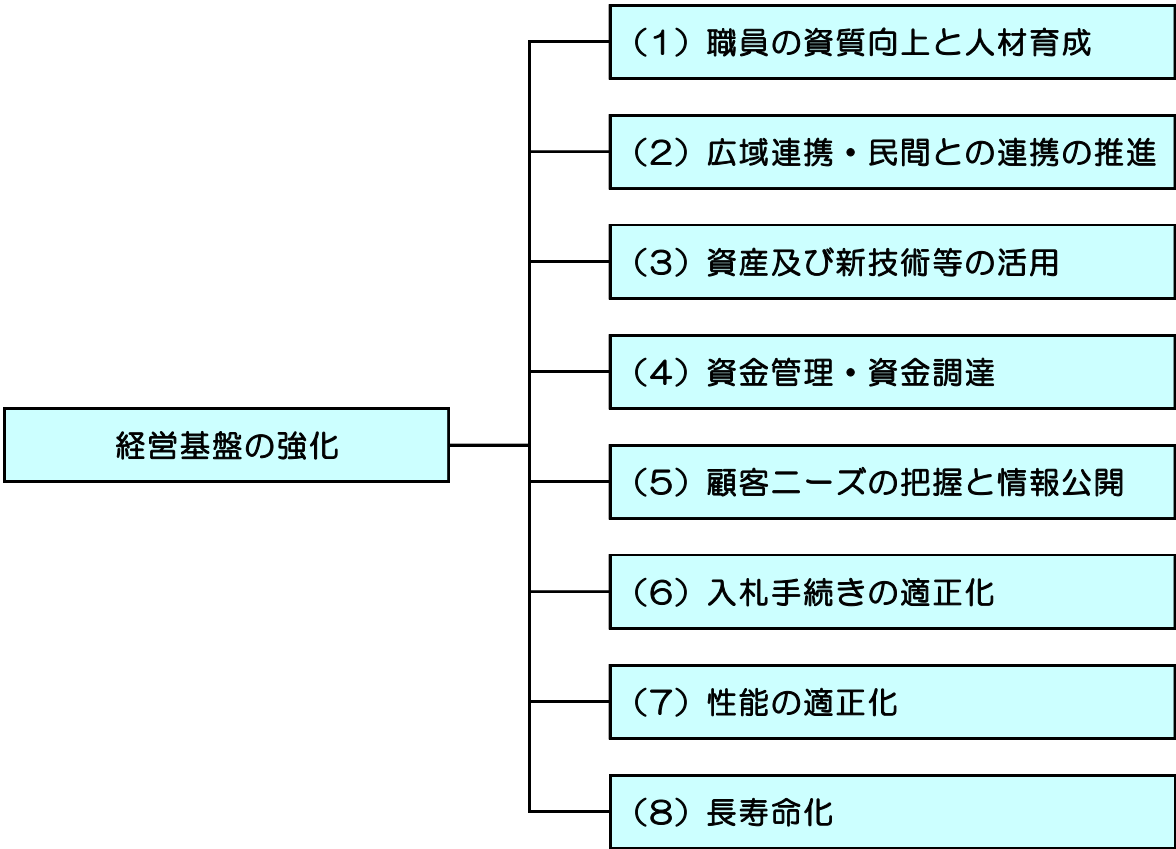 経営基盤の強化
（1）職員の資質向上と人材育成
（2）広域連携・民間との連携の推進
（3）資産及び新技術等の活用
（4）資金管理・資金調達
（5）顧客ニーズの把握と情報公開
（6）入札手続きの適正化
（7）性能の適正化
（8）長寿命化